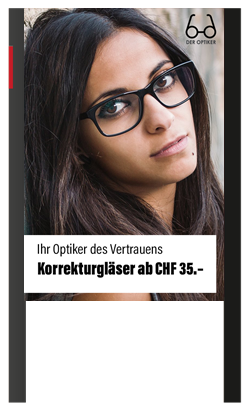 DER OPTIKER
Ihr Optiker des Vertrauens
Korrekturgläser ab CHF 35.–